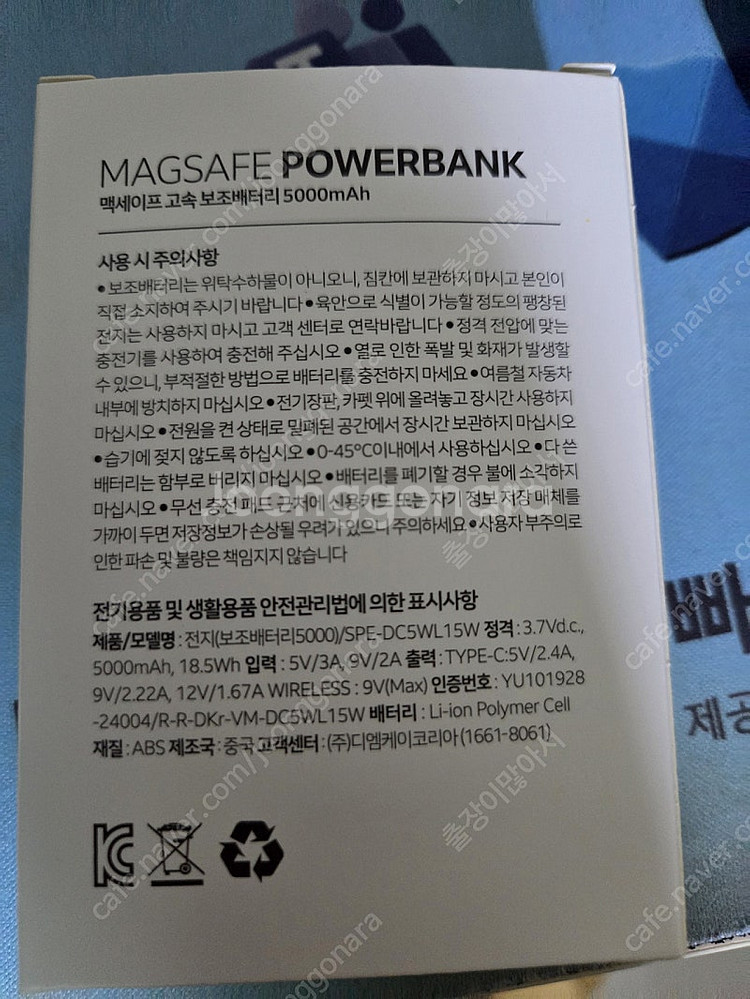 MAGSAFE POWERBANK
맥세이프 고속 보조배터리 5000mAh
사용 시 주의사항
• 보조배터리는 위탁수하물이 아니오니, 짐칸에 보관하지 마시고 본인이
직접 소지하여 주시기 바랍니다 • 육안으로 식별이 가능할 정도의 팽창된
전지는 사용하지 마시고 고객 센터로 연락바랍니다 • 정격 전압에 맞는
충전기를 사용하여 충전해 주십시오 • 열로 인한 폭발 및 화재가 발생할
수 있으니, 부적절한 방법으로 배터리를 충전하지 마세요 • 여름철 자동차
내부에 방치하지 마십시오 • 전기장판, 카펫 위에 올려놓고 장시간 사용하지
마십시오 • 전원을 켠 상태로 밀폐된 공간에서 장시간 보관하지 마십시오
• 습기에 젖지 않도록 하십시오 • 0-45°C이내에서 사용하십시오 • 다 쓴
배터리는 함부로 버리지 마십시오 • 배터리를 폐기할 경우 불에 소각하지
마십시오 • 무선 충전 패드 근처에 신용카드 또는 자기 정보 저장 매체를
가까이 두면 저장정보가 손상될 우려가 있으니 주의하세요 • 사용자 부주의로
인한 파손 및 불량은 책임지지 않습니다
전기용품 및 생활용품 안전관리법에 의한 표시사항
제품/모델명 : 전지(보조배터리5000)/SPE-DC5WL15W 정격 : 3.7Vd.c.,
5000mAh, 18.5Wh 입력 : 5V/3A, 9V/2A 출력 : TYPE-C:5V/2.4A,
9V/2.22A, 12V/1.67A WIRELESS : 9V(Max) 인증번호 : YU101928
-24004/R-R-DKr-VM-DC5WL15W 배터리 : Li-ion Polymer Cell
재질 : ABS 제조국 : 중국 고객센터 : (주)디엠케이코리아 (1661-8061)
빠
제공
joonggonara
cafe.naver.com/joonggonara
출장이많아서